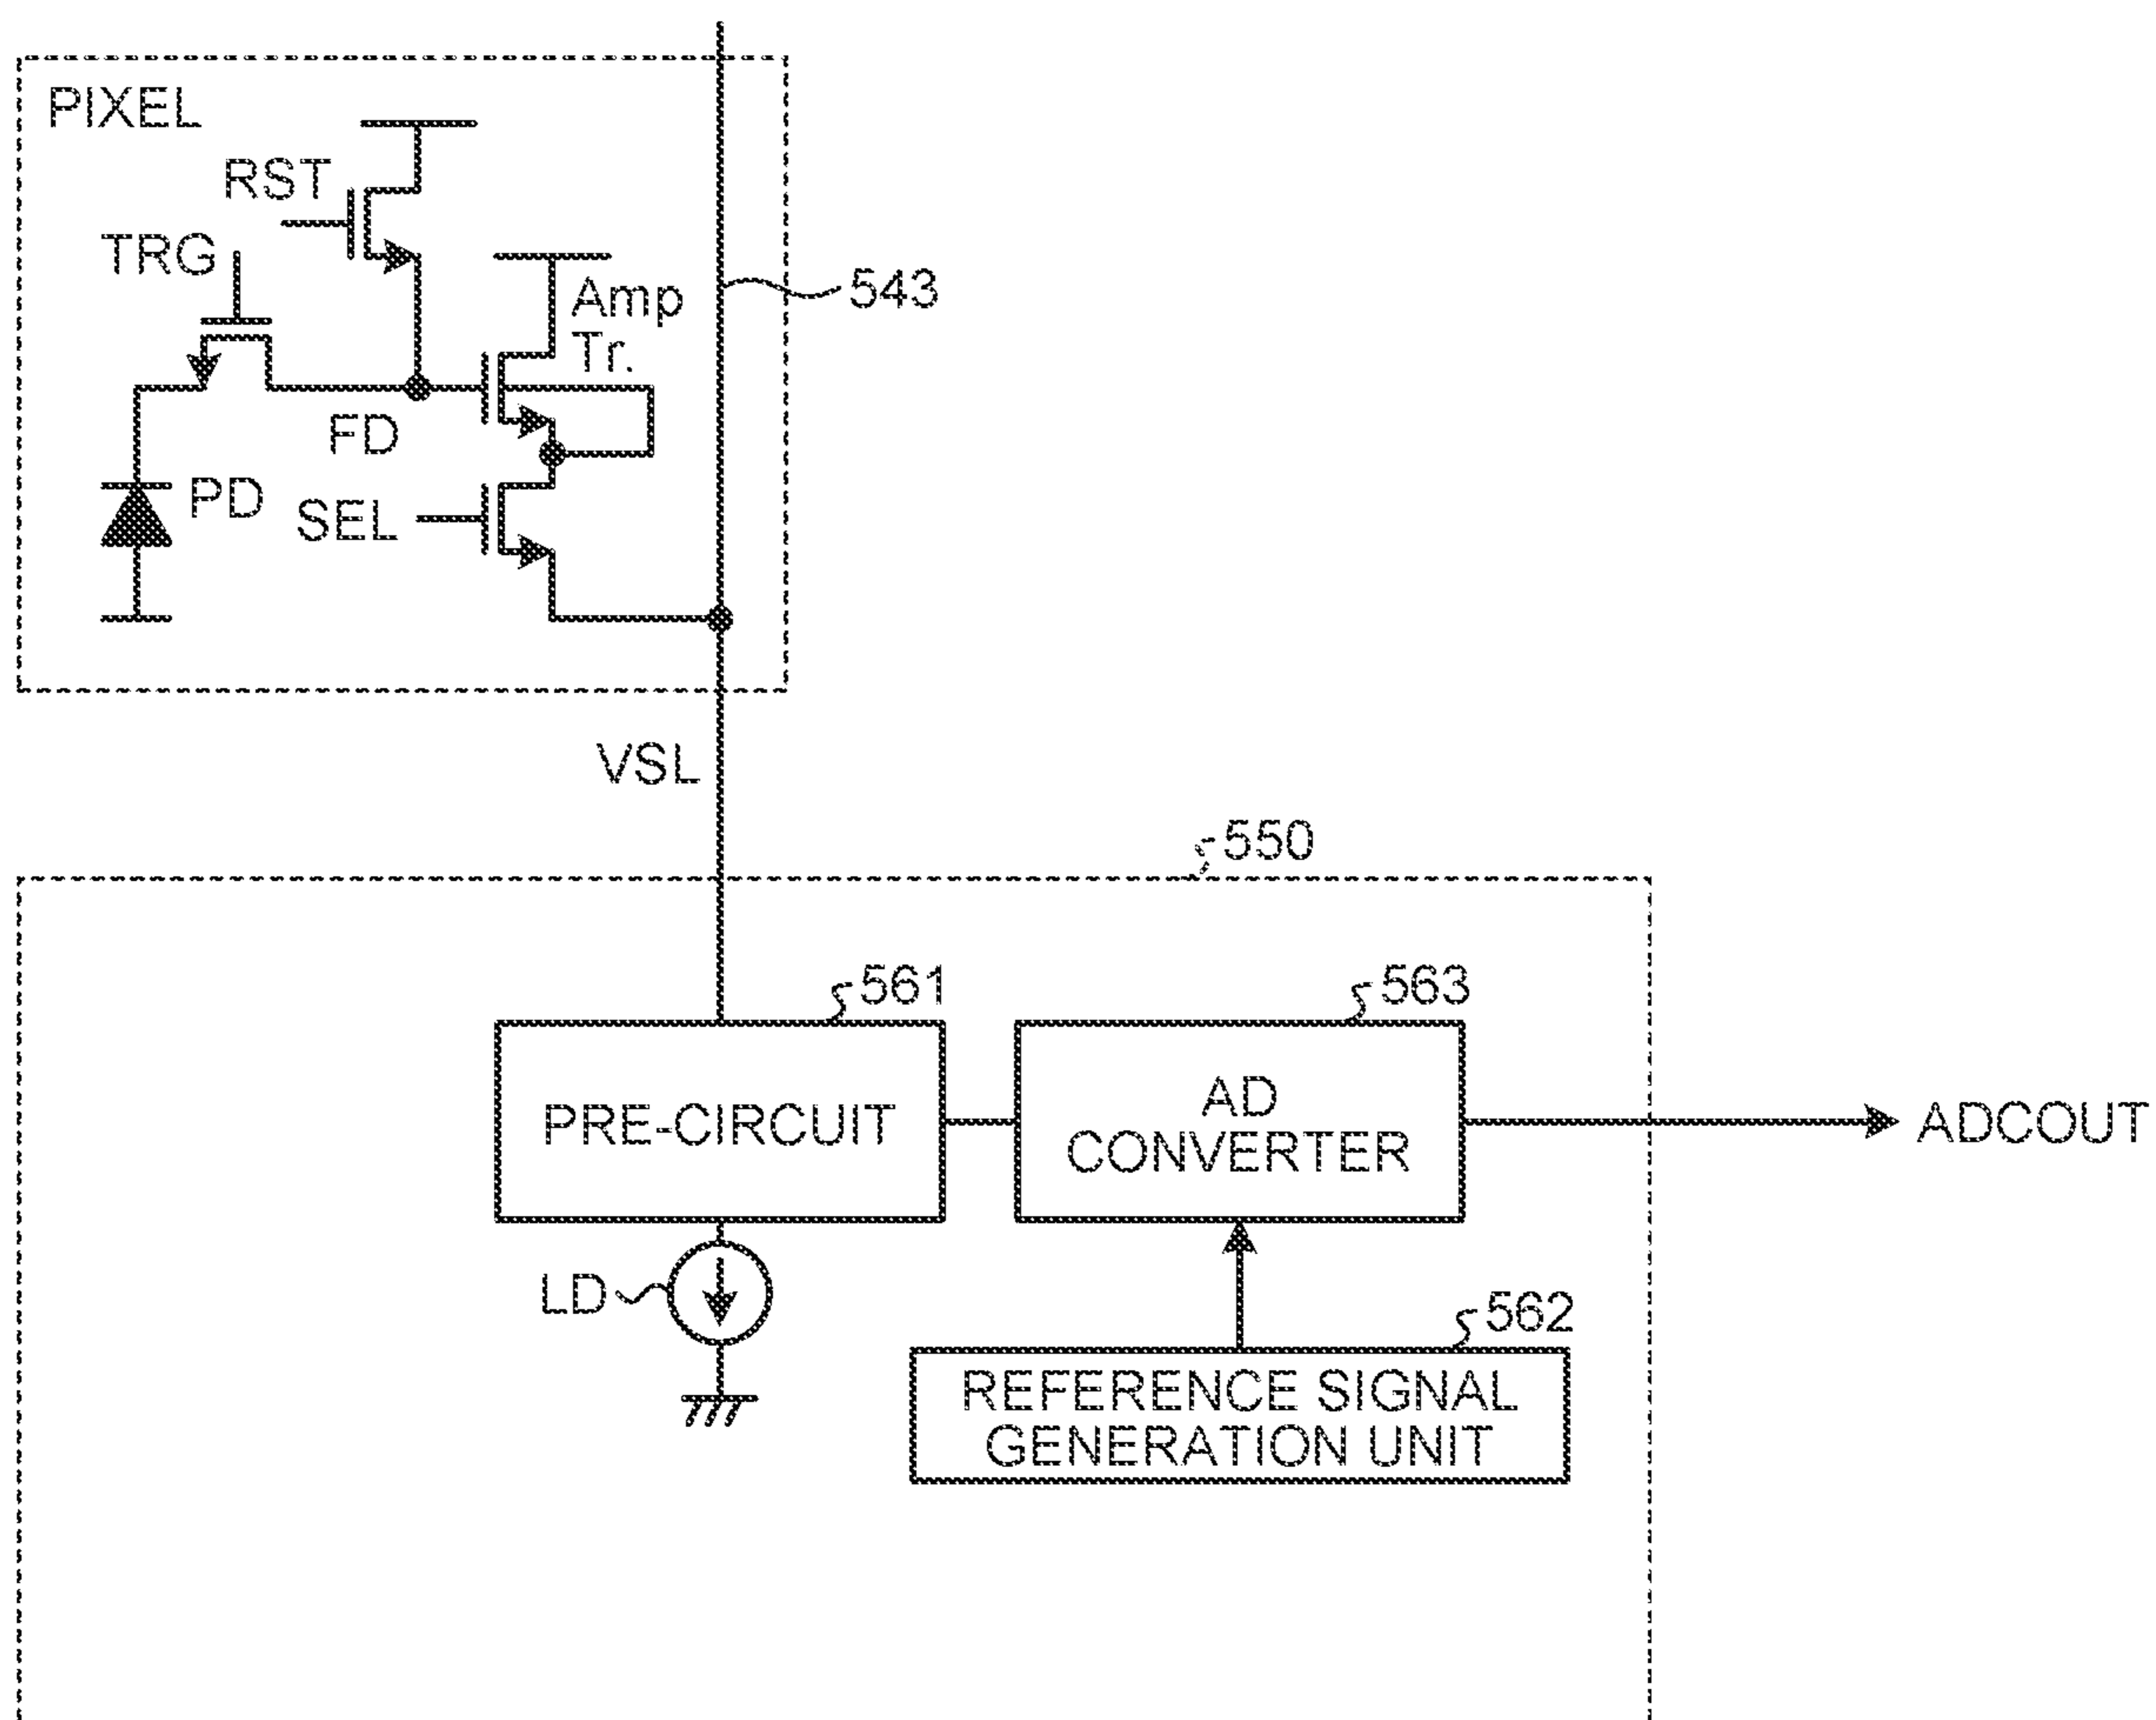 PIXEL
RST
TRG
Amp
Tr.
543
FD
PD
SEL
VSL
550
561
563
PRE-CIRCUIT
AD
CONVERTER
ADCOUT
LD
562
REFERENCE SIGNAL
GENERATION UNIT